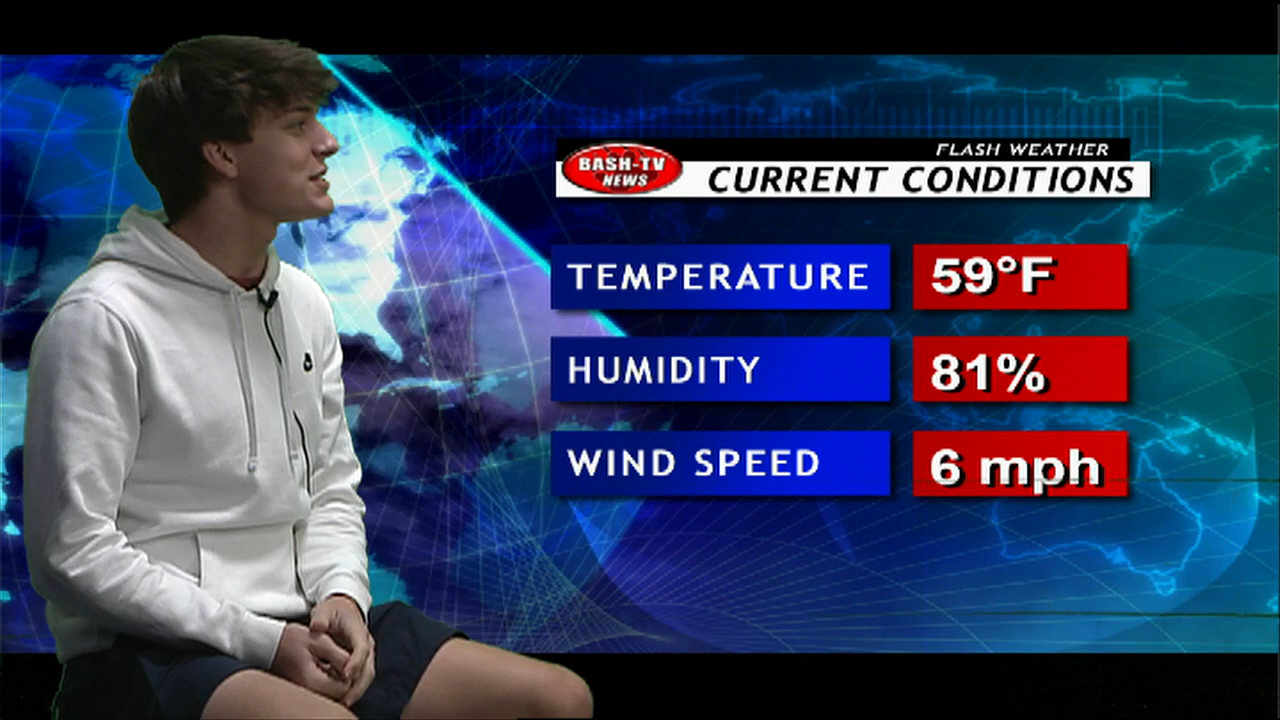 FLASH WEATHER
BASH-TV
NEWS
CURRENT CONDITIONS
TEMPERATURE 59°F
HUMIDITY 81%
WIND SPEED 6 mph